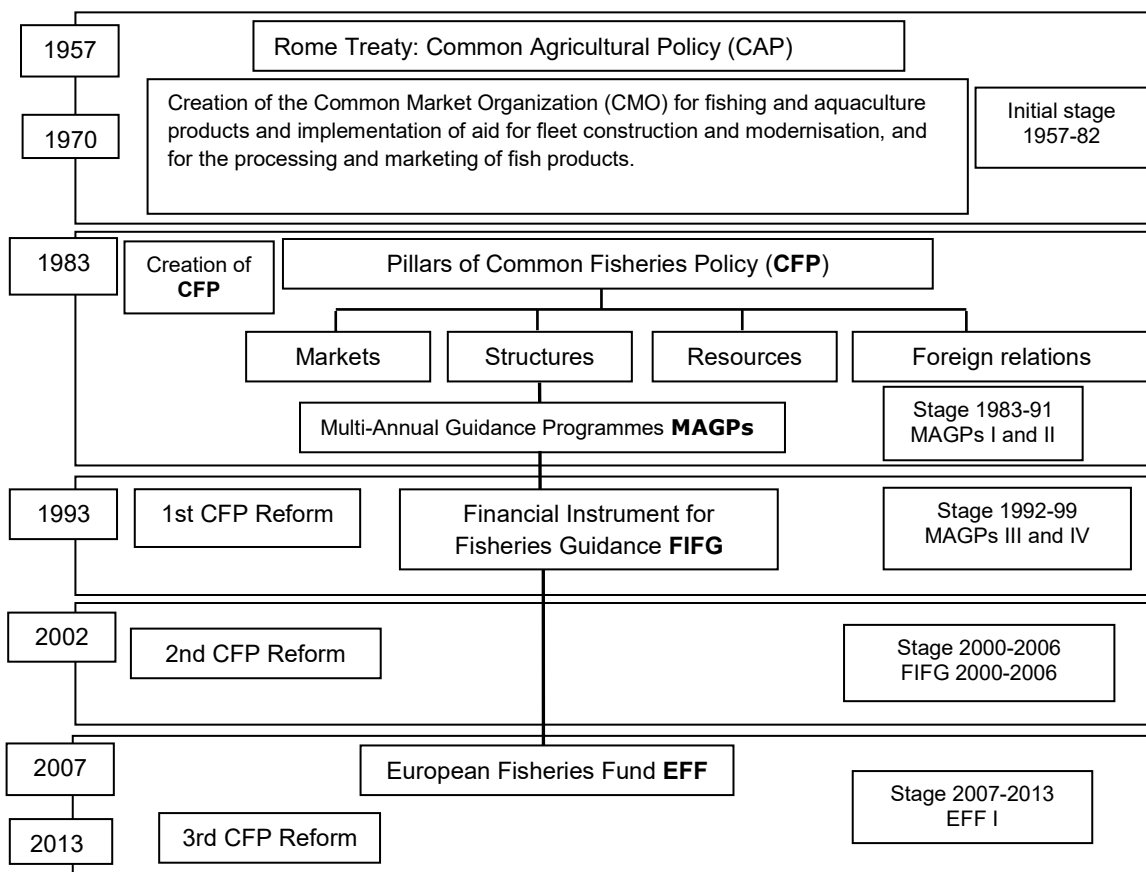 1957
Rome Treaty: Common Agricultural Policy (CAP)
1970
Creation of the Common Market Organization (CMO) for fishing and aquaculture
products and implementation of aid for fleet construction and modernisation, and
for the processing and marketing of fish products.
Initial stage
1957-82
1983
Creation of
CFP
Pillars of Common Fisheries Policy (CFP)
Markets
Structures
Resources
Foreign relations
Multi-Annual Guidance Programmes MAGPs
Stage 1983-91
MAGPs I and II
1993
1st CFP Reform
Financial Instrument for
Fisheries Guidance FIFG
Stage 1992-99
MAGPs III and IV
2002
2nd CFP Reform
Stage 2000-2006
FIFG 2000-2006
2007
European Fisheries Fund EFF
Stage 2007-2013
EFF I
2013
3rd CFP Reform